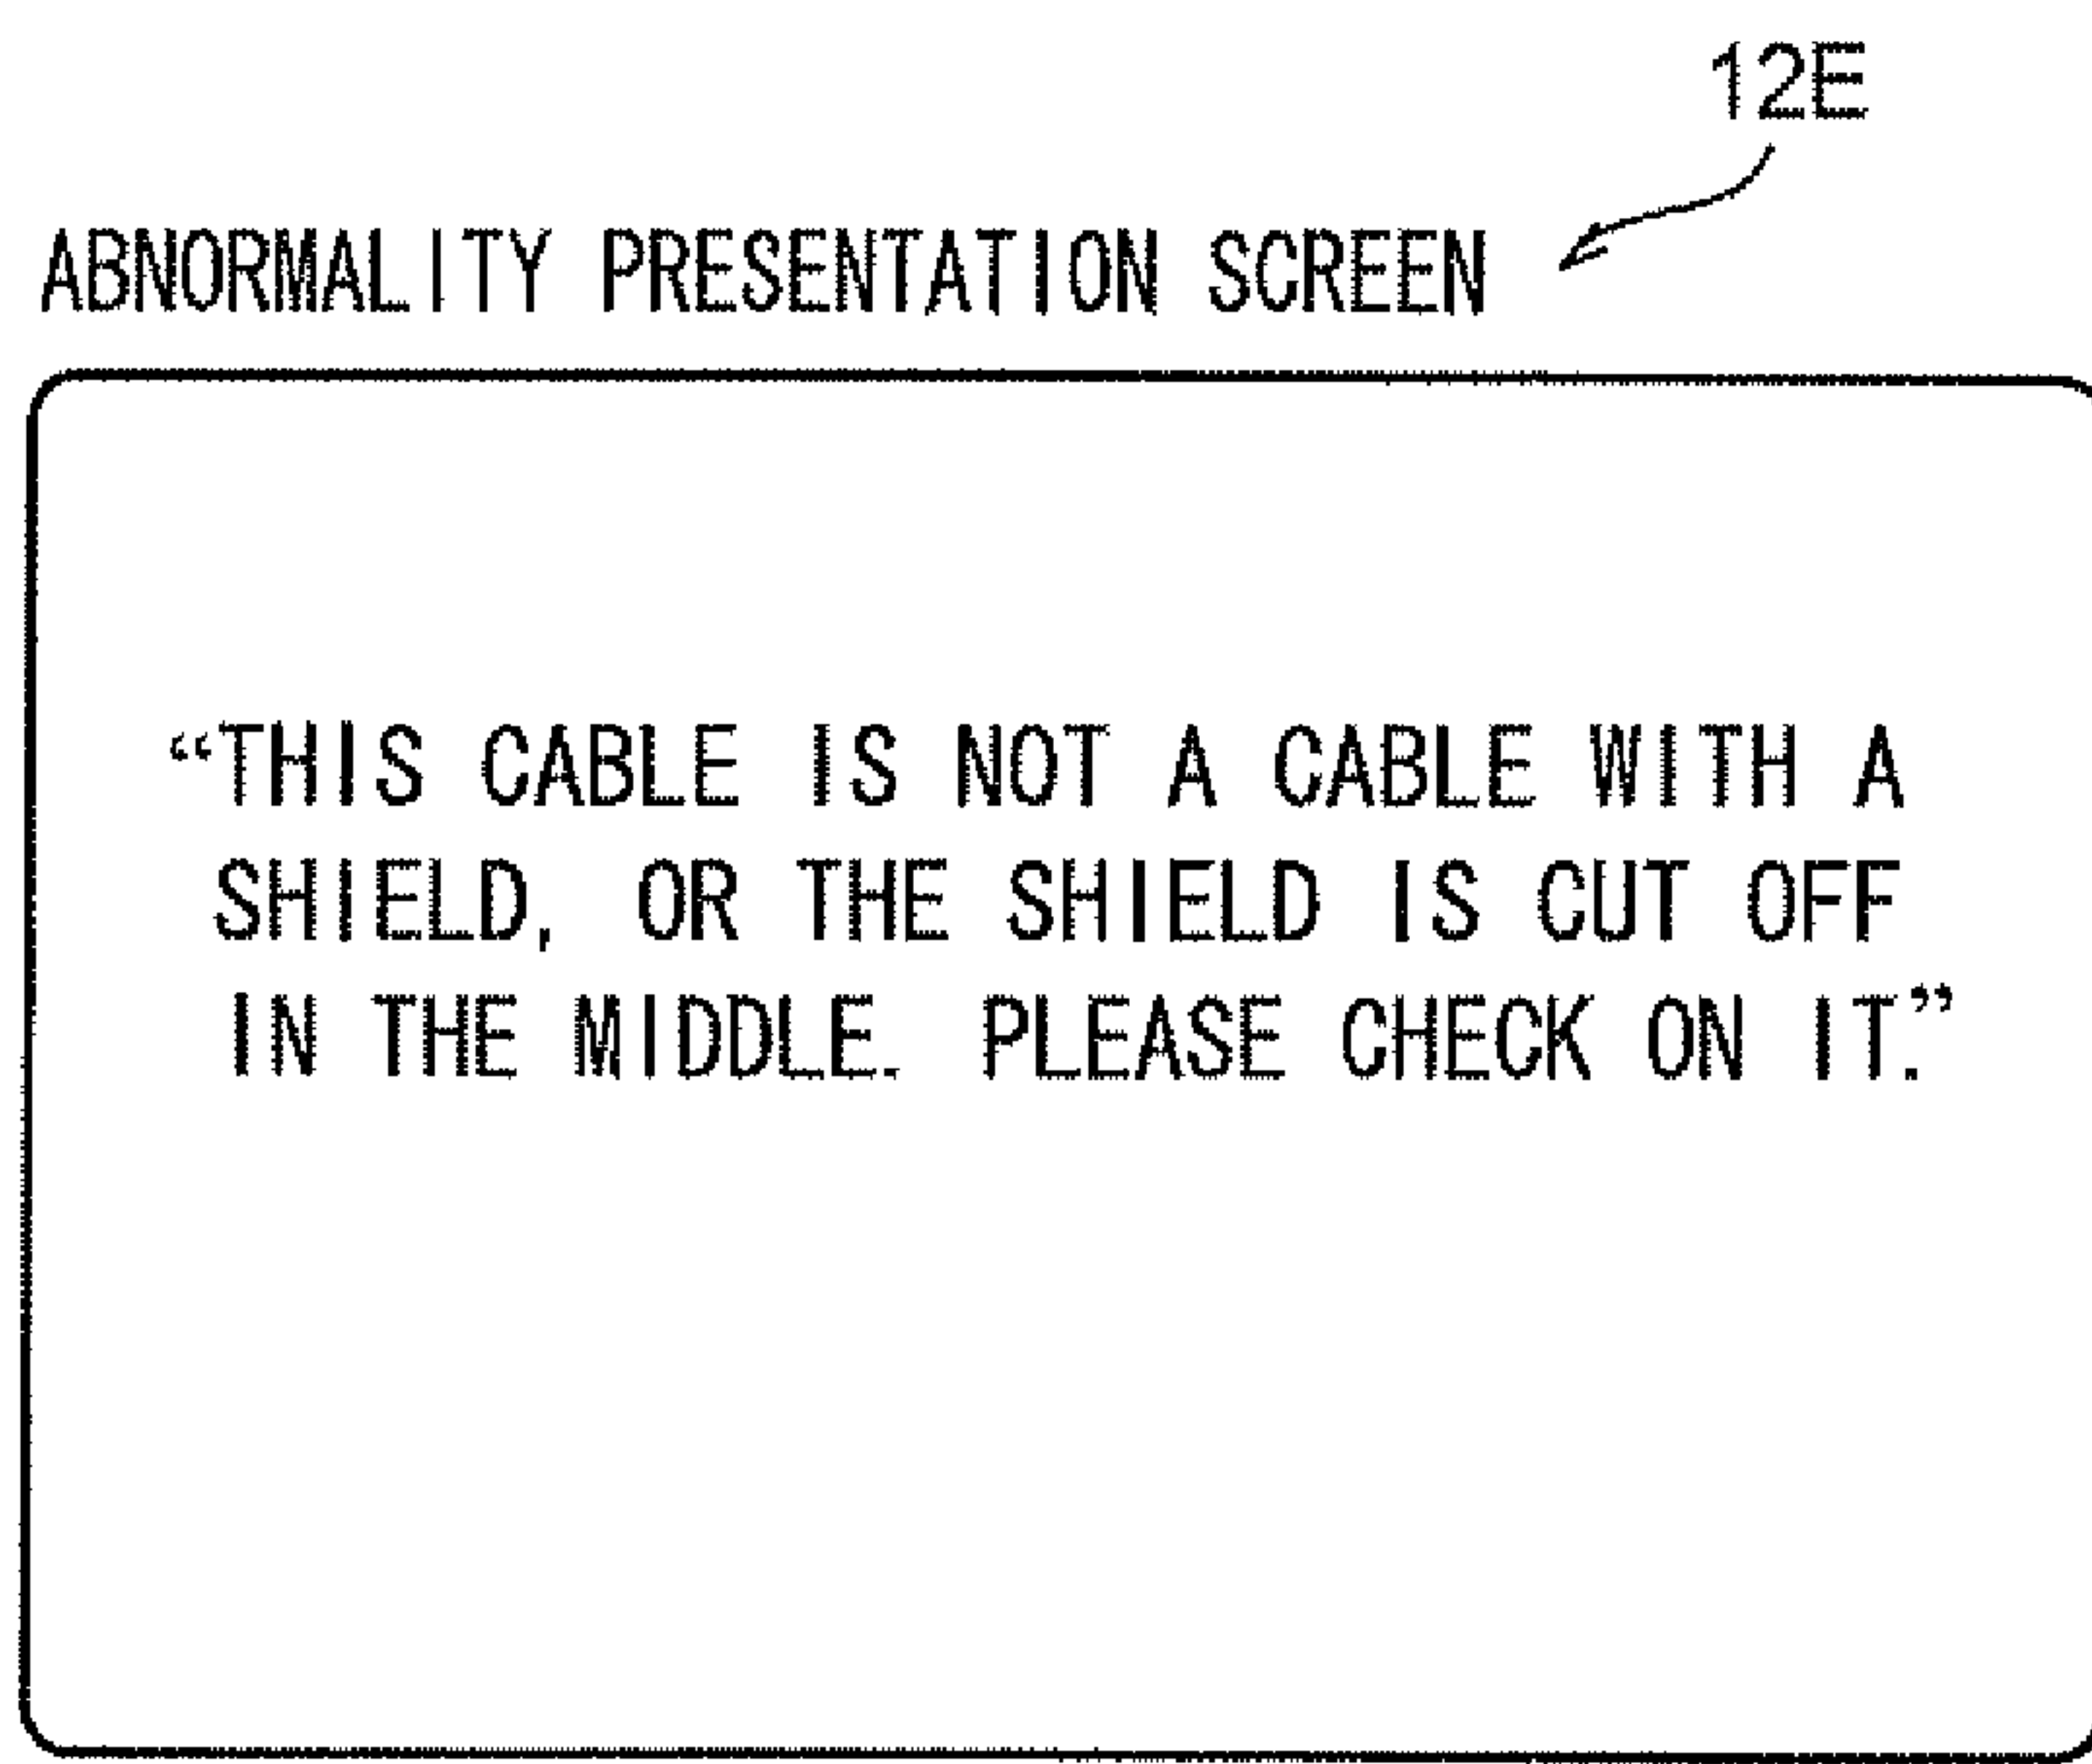 12E
ABNORMALITY PRESENTATION SCREEN
“THIS CABLE IS NOT A CABLE WITH A
SHIELD, OR THE SHIELD IS CUT OFF
IN THE MIDDLE. PLEASE CHECK ON IT.”